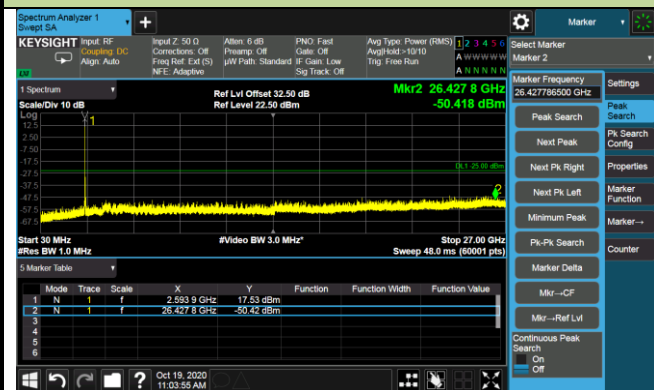 Spectrum Analyzer 1
Swept SA
+
Marker
KEYSIGHT
Input: RF
Coupling: DC
Align: Auto
Input Z: 50 Ω
Corrections: Off
Freq Ref: Ext (S)
NFE: Adaptive
Atten: 6 dB
Preamp: Off
µW Path: Standard
PNO: Fast
Gate: Off
IF Gain: Low
Sig Track: Off
Avg Type: Power (RMS)
Avg|Hold:>10/10
Trig: Free Run
1 2 3 4 5 6
A W W W W W
A N N N N N
LXI
Select Marker
Marker 2
1 Spectrum
Scale/Div 10 dB
Ref Lvl Offset 32.50 dB
Ref Level 22.50 dBm
Mkr2 26.427 8 GHz
-50.418 dBm
Log
12.5
2.50
-7.50
-17.5
-27.5
-37.5
-47.5
-57.5
-67.5
1
2
DL1 -25.00 dBm
Start 30 MHz
#Res BW 1.0 MHz
#Video BW 3.0 MHz*
Stop 27.00 GHz
Sweep 48.0 ms (60001 pts)
5 Marker Table
Mode Trace Scale X Y Function Function Width Function Value
1 N 1 f 2.593 9 GHz 17.53 dBm
2 N 1 f 26.427 8 GHz -50.42 dBm
3
4
5
6
Marker Frequency
26.427786500 GHz
Peak Search
Next Peak
Next Pk Right
Next Pk Left
Minimum Peak
Pk-Pk Search
Marker Delta
Mkr→CF
Mkr→Ref Lvl
Continuous Peak
Search
On
Off
Settings
Peak
Search
Pk Search
Config
Properties
Marker
Function
Marker→
Counter
?
Oct 19, 2020
11:03:55 AM